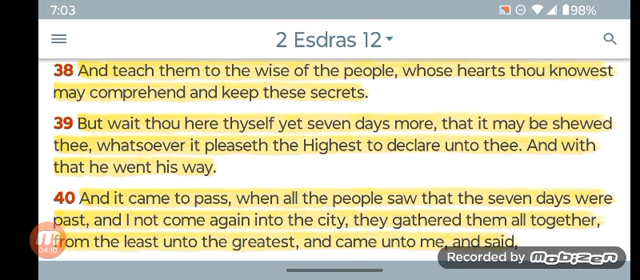 7:03
98%
2 Esdras 12
38 And teach them to the wise of the people, whose hearts thou knowest
may comprehend and keep these secrets.
39 But wait thou here thyself yet seven days more, that it may be shewed
thee, whatsoever it pleaseth the Highest to declare unto thee. And with
that he went his way.
40 And it came to pass, when all the people saw that the seven days were
past, and I not come again into the city, they gathered them all together,
from the least unto the greatest, and came unto me, and said,
04:10
Recorded by Mobizen